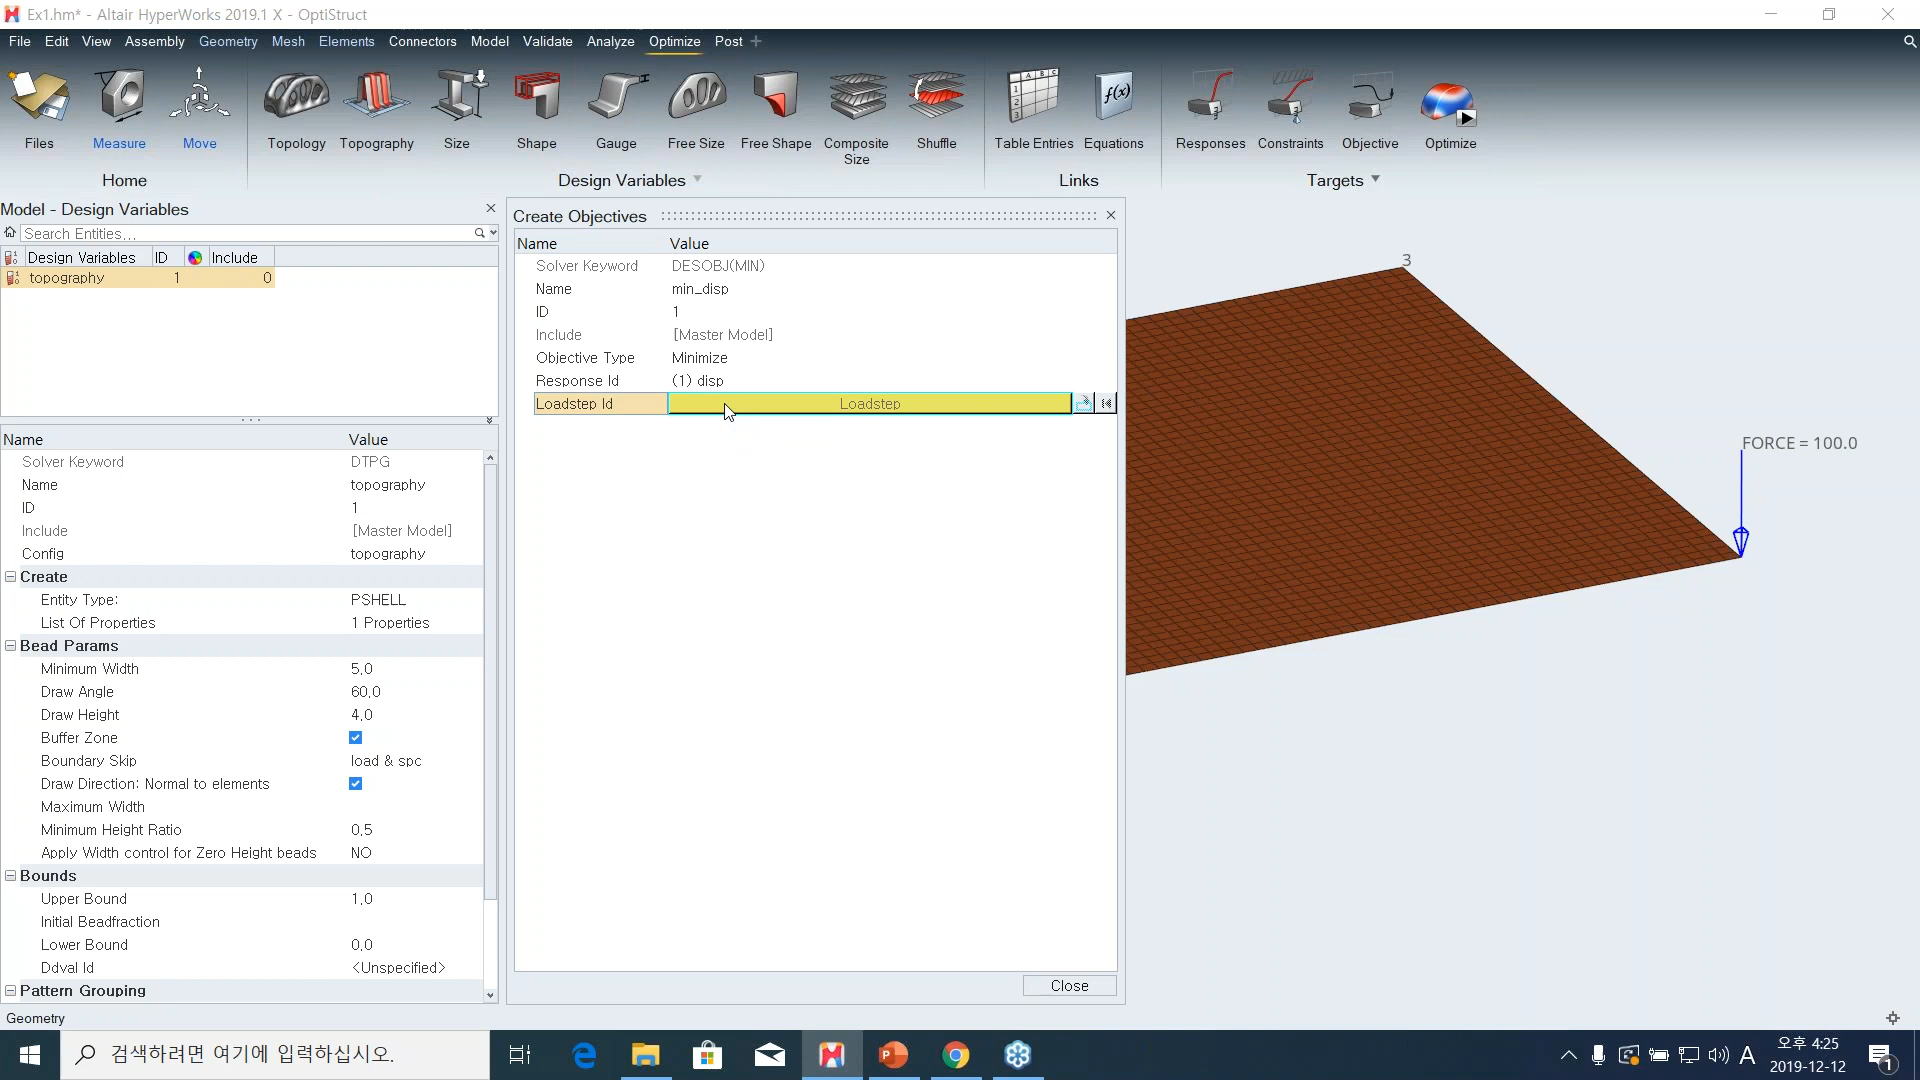 Ex1.hm* - Altair HyperWorks 2019.1 X - OptiStruct
File Edit View Assembly Geometry Mesh Elements Connectors Model Validate Analyze Optimize Post
Files Measure Move Topology Topography Size Shape Gauge Free Size Free Shape Composite Size Shuffle Table Entries Equations Responses Constraints Objective Optimize
Home Design Variables Links Targets
Model - Design Variables
Search Entities...
Design Variables ID Include
topography 1 0
Name Value
Solver Keyword DTPG
Name topography
ID 1
Include [Master Model]
Config topography
Create
Entity Type: PSHELL
List Of Properties 1 Properties
Bead Params
Minimum Width 5.0
Draw Angle 60.0
Draw Height 4.0
Buffer Zone
Boundary Skip load & spc
Draw Direction: Normal to elements
Maximum Width
Minimum Height Ratio 0.5
Apply Width control for Zero Height beads NO
Bounds
Upper Bound 1.0
Initial Beadfraction
Lower Bound 0.0
Ddval Id <Unspecified>
Pattern Grouping
Create Objectives
Name Value
Solver Keyword DESOBJ(MIN)
Name min_disp
ID 1
Include [Master Model]
Objective Type Minimize
Response Id (1) disp
Loadstep Id Loadstep
Close
3
FORCE = 100.0
Geometry
검색하려면 여기에 입력하십시오.
A
오후 4:25
2019-12-12
1